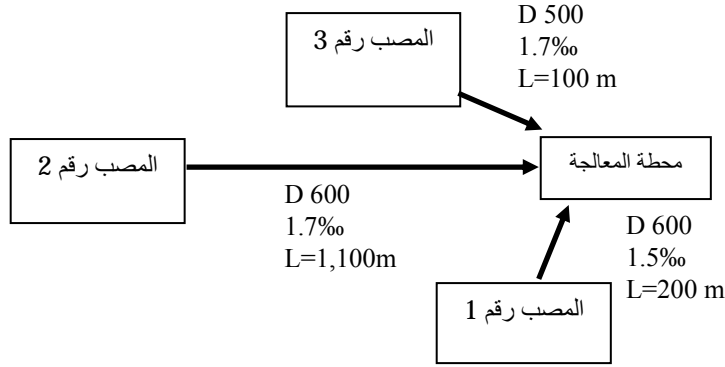 D 500
1.7‰
L=100 m
المصب رقم 3
محطة المعالجة
المصب رقم 2
D 600
1.7‰
L=1,100m
D 600
1.5‰
L=200 m
المصب رقم 1